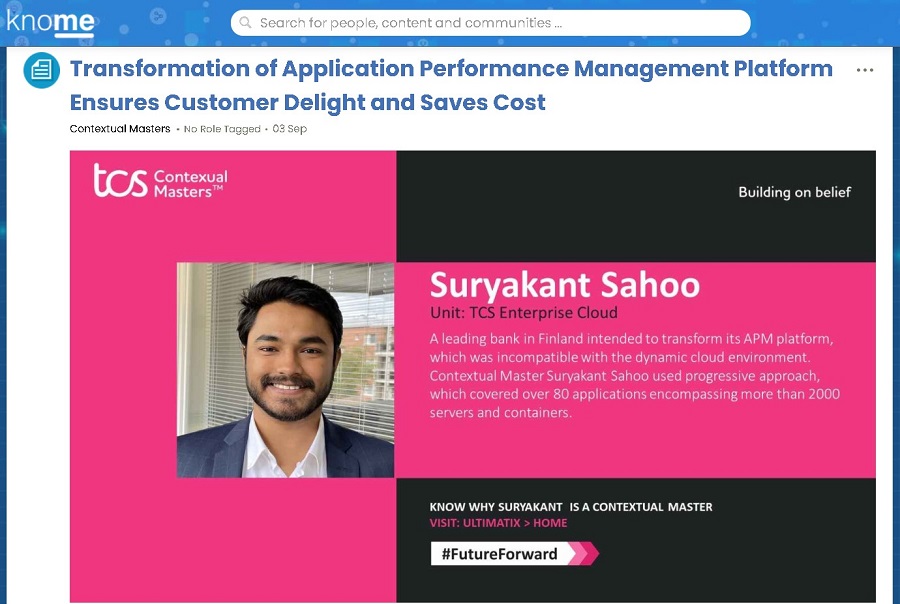 knome
Search for people, content and communities ...
Transformation of Application Performance Management Platform
Ensures Customer Delight and Saves Cost
Contextual Masters • No Role Tagged • 03 Sep
tcs Contexual
Masters™
Building on belief
Suryakant Sahoo
Unit: TCS Enterprise Cloud
A leading bank in Finland intended to transform its APM platform,
which was incompatible with the dynamic cloud environment.
Contextual Master Suryakant Sahoo used progressive approach,
which covered over 80 applications encompassing more than 2000
servers and containers.
KNOW WHY SURYAKANT IS A CONTEXTUAL MASTER
VISIT: ULTIMATIX > HOME
#FutureForward